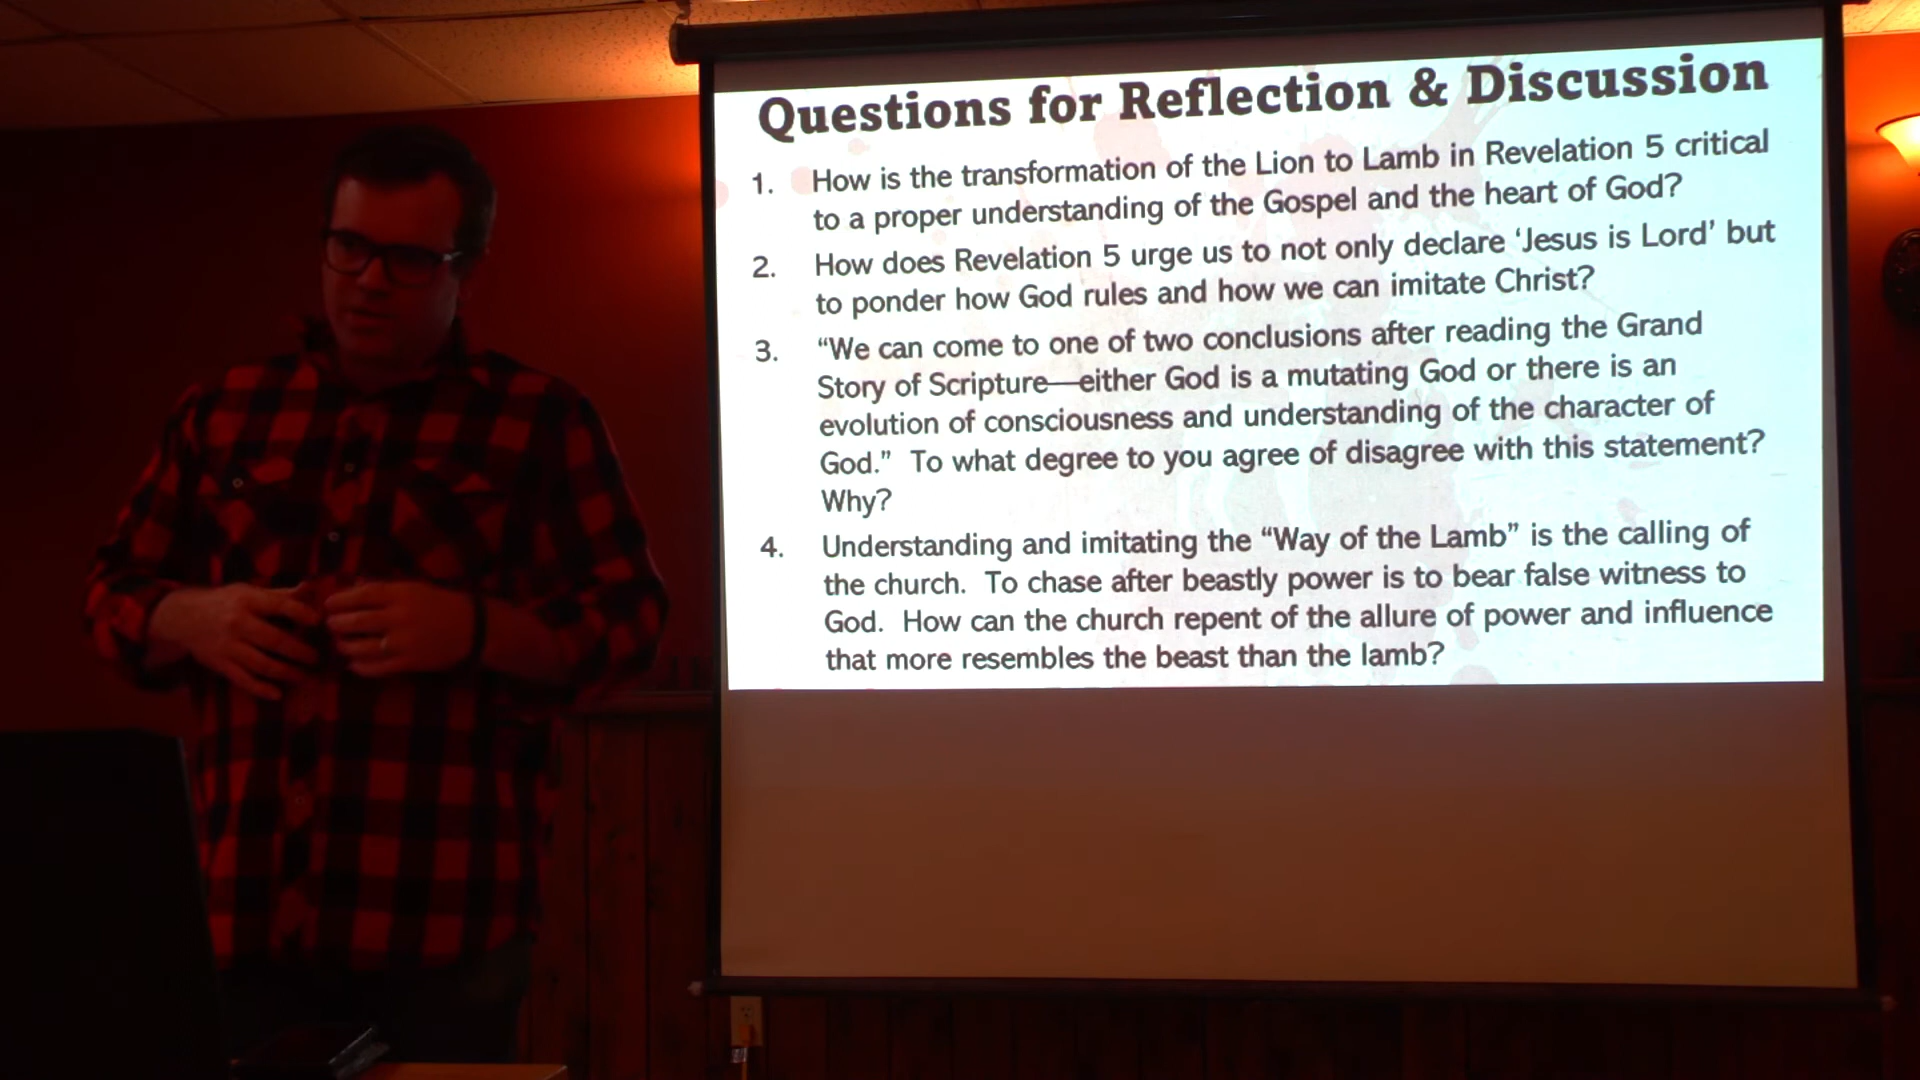 Questions for Reflection & Discussion
1. How is the transformation of the Lion to Lamb in Revelation 5 critical
to a proper understanding of the Gospel and the heart of God?
2. How does Revelation 5 urge us to not only declare ‘Jesus is Lord’ but
to ponder how God rules and how we can imitate Christ?
3. “We can come to one of two conclusions after reading the Grand
Story of Scripture—either God is a mutating God or there is an
evolution of consciousness and understanding of the character of
God.” To what degree to you agree of disagree with this statement?
Why?
4. Understanding and imitating the “Way of the Lamb” is the calling of
the church. To chase after beastly power is to bear false witness to
God. How can the church repent of the allure of power and influence
that more resembles the beast than the lamb?